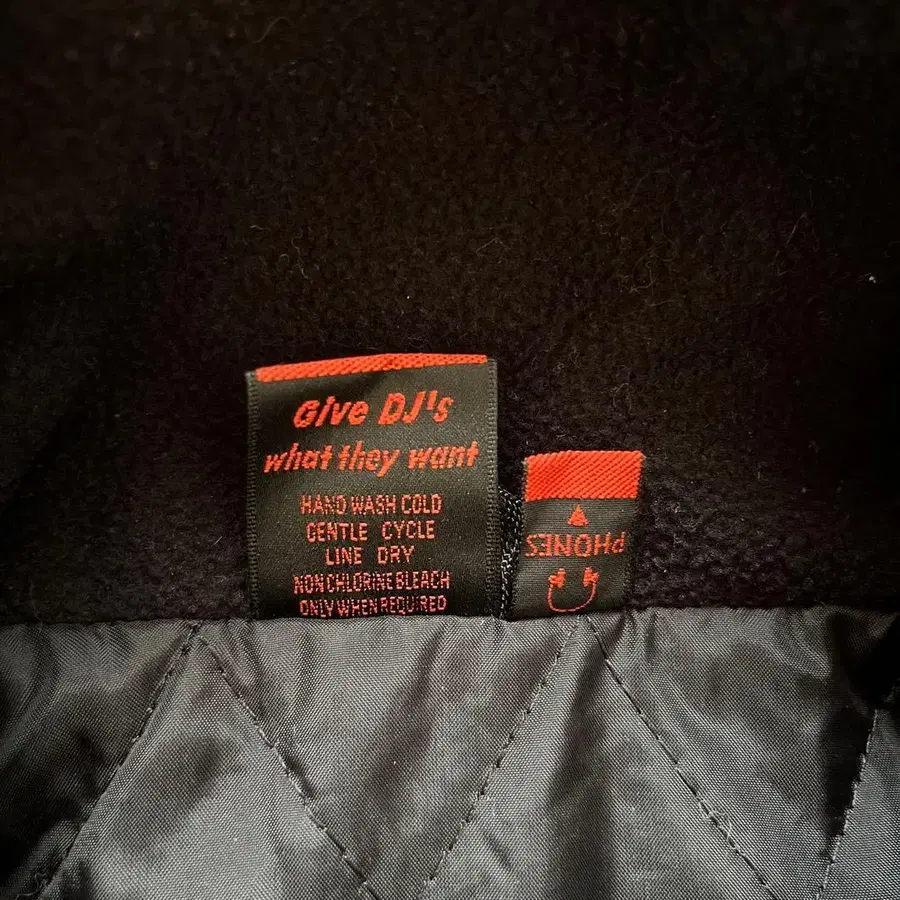 Give DJ's
what they want
HAND WASH COLD
GENTLE CYCLE
LINE DRY
NON CHLORINE BLEACH
ONLY WHEN REQUIRED
PHONES